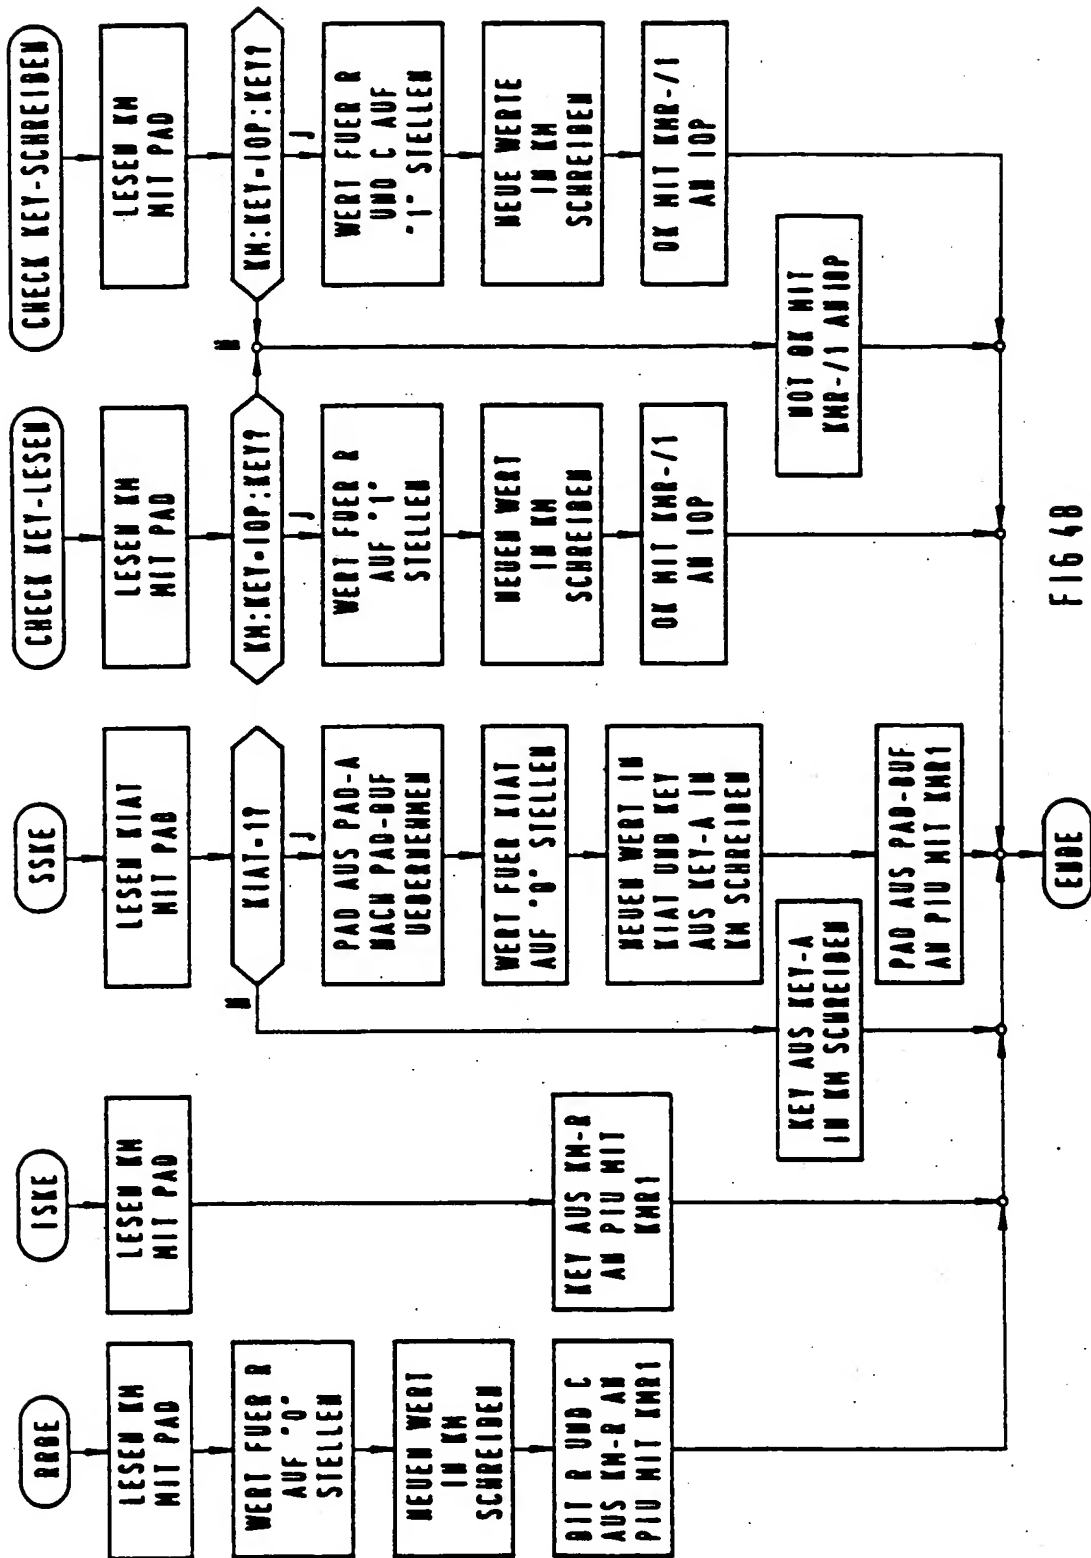 RRBE
LESEN KM
MIT PAD
WERT FUER R
AUF "0"
STELLEN
NEUEN WERT
IN KM
SCHREIBEN
BIT R UND C
AUS KM-R AN
PIU MIT KMR1
ISKE
LESEN KM
MIT PAD
KEY AUS KM-R
AN PIU MIT
KMR1
SSKE
LESEN KIAT
MIT PAD
KIAT=1?
N
J
PAD AUS PAD-A
NACH PAD-BUF
UEBERNEHMEN
WERT FUER KIAT
AUF "0" STELLEN
NEUEN WERT IN
KIAT UND KEY
AUS KEY-A IN
KM SCHREIBEN
KEY AUS KEY-A
IN KM SCHREIBEN
PAD AUS PAD-BUF
AN PIU MIT KMR1
CHECK KEY-LESEN
LESEN KM
MIT PAD
KM:KEY=IOP:KEY?
J
WERT FUER R
AUF "1"
STELLEN
NEUEN WERT
IN KM
SCHREIBEN
OK MIT KMR-/1
AN IOP
N
NOT OK MIT
KMR-/1 AN IOP
CHECK KEY-SCHREIBEN
LESEN KM
MIT PAD
KM:KEY=IOP:KEY?
J
WERT FUER R
UND C AUF
"1" STELLEN
NEUE WERTE
IN KM
SCHREIBEN
OK MIT KMR-/1
AN IOP
ENDE
FIG 4B